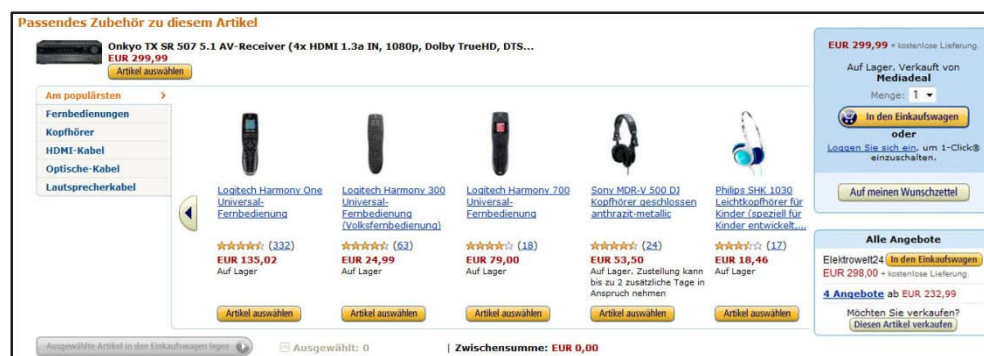 Passendes Zubehör zu diesem Artikel
Onkyo TX SR 507 5.1 AV-Receiver (4x HDMI 1.3a IN, 1080p, Dolby TrueHD, DTS...
EUR 299,99
Artikel auswählen
Am populärsten >
Fernbedienungen
Kopfhörer
HDMI-Kabel
Optische-Kabel
Lautsprecherkabel
Logitech Harmony One
Universal-
Fernbedienung
(332)
EUR 135,02
Auf Lager
Artikel auswählen
Logitech Harmony 300
Universal-
Fernbedienung
(Volksfernbedienung)
(63)
EUR 24,99
Auf Lager
Artikel auswählen
Logitech Harmony 700
Universal-
Fernbedienung
(18)
EUR 79,00
Auf Lager
Artikel auswählen
Sony MDR-V 500 DJ
Kopfhörer geschlossen
anthrazit-metallic
(24)
EUR 53,50
Auf Lager. Zustellung kann
bis zu 2 zusätzliche Tage in
Anspruch nehmen
Artikel auswählen
Philips SHK 1030
Leichtkopfhörer für
Kinder (speziell für
Kinder entwickelt,...
(17)
EUR 18,46
Auf Lager
Artikel auswählen
Ausgewählte Artikel in den Einkaufswagen legen
Ausgewählt: 0
| Zwischensumme: EUR 0,00
EUR 299,99 + kostenlose Lieferung
Auf Lager. Verkauft von
Mediadeal
Menge: 1
In den Einkaufswagen
oder
Loggen Sie sich ein, um 1-Click®
einzuschalten.
Auf meinen Wunschzettel
Alle Angebote
Elektrowelt24 In den Einkaufswagen
EUR 298,00 + kostenlose Lieferung.
4 Angebote ab EUR 232,99
Möchten Sie verkaufen?
Diesen Artikel verkaufen